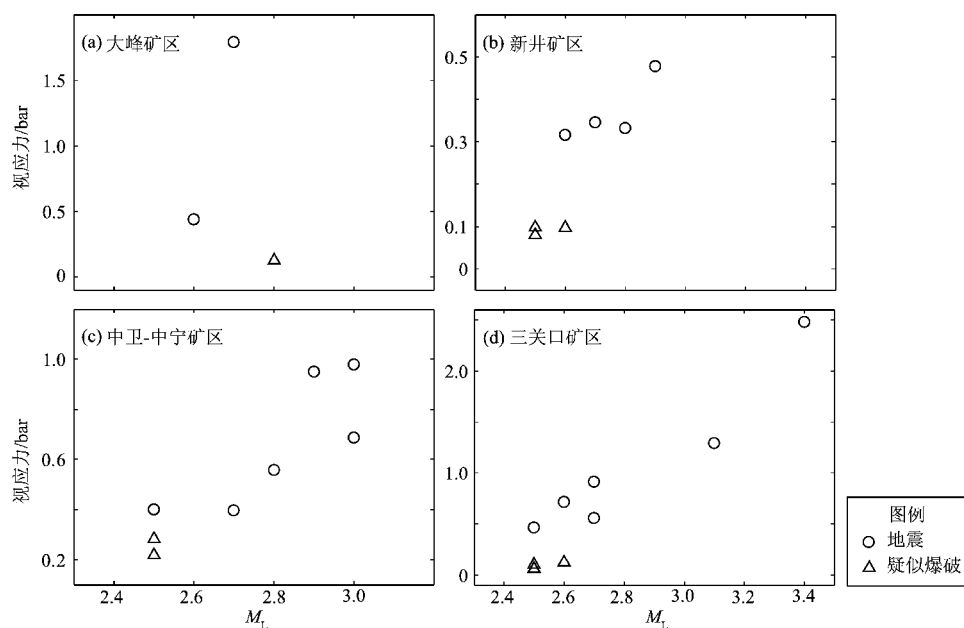 (a) 大峰矿区
视应力/bar
1.5
1.0
0.5
0
(b) 新井矿区
0.5
0.3
0.1
0
(c) 中卫-中宁矿区
视应力/bar
1.0
0.6
0.2
2.4 2.6 2.8 3.0
M_L
(d) 三关口矿区
2.0
1.0
0
2.4 2.6 2.8 3.0 3.2 3.4
M_L
图例
地震
疑似爆破